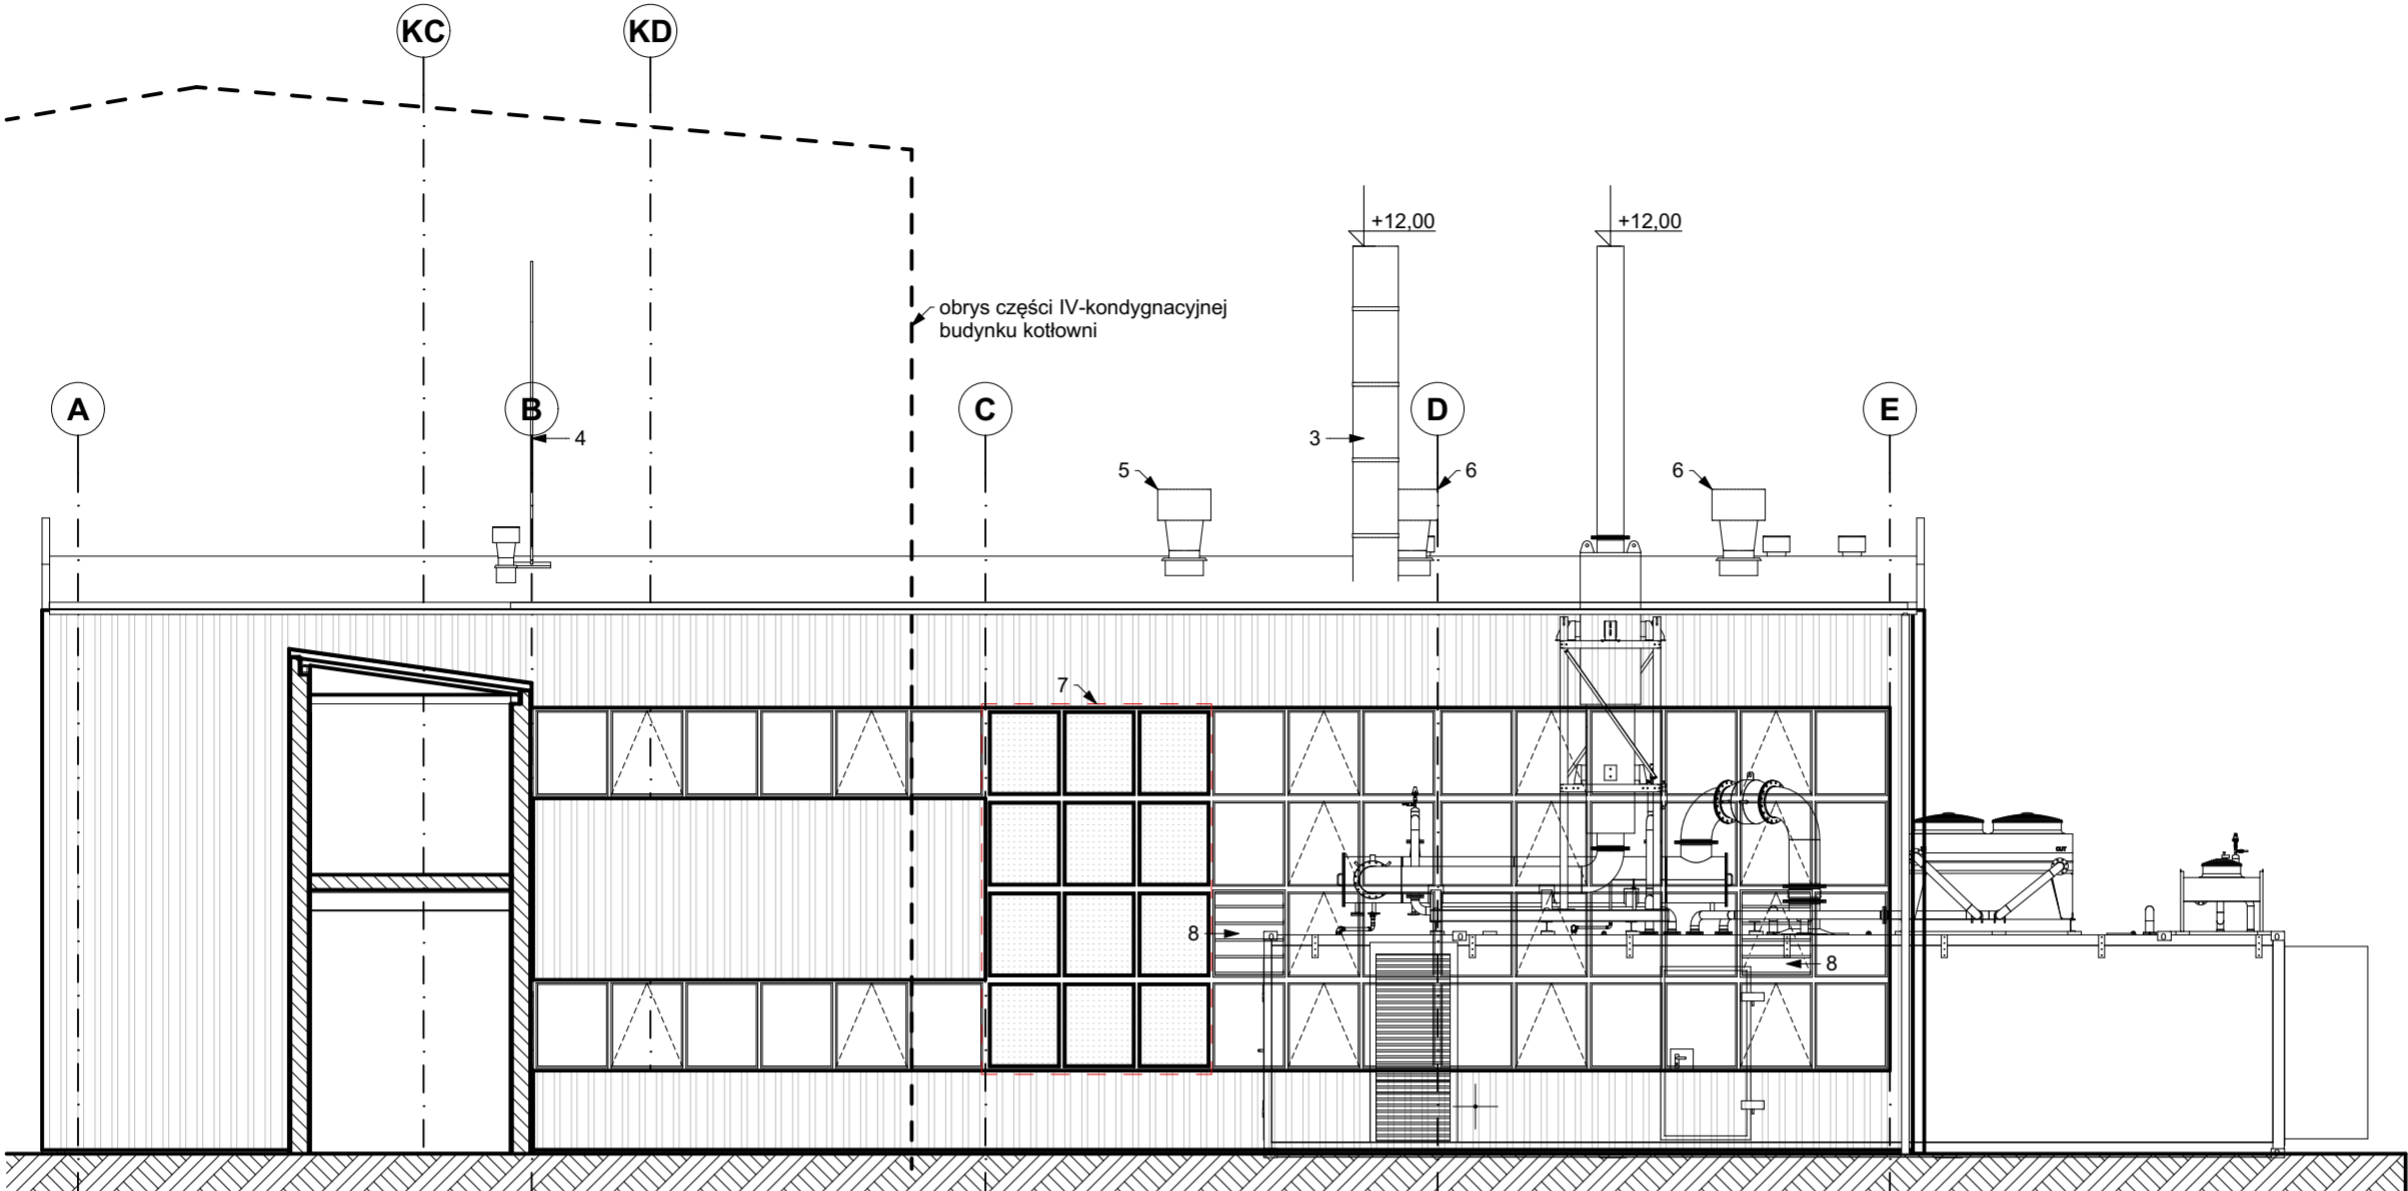 KC
KD
+12,00
+12,00
obrys części IV-kondygnacyjnej
budynku kotłowni
A
B
C
D
E
4
3
5
6
6
7
8
8
OUT